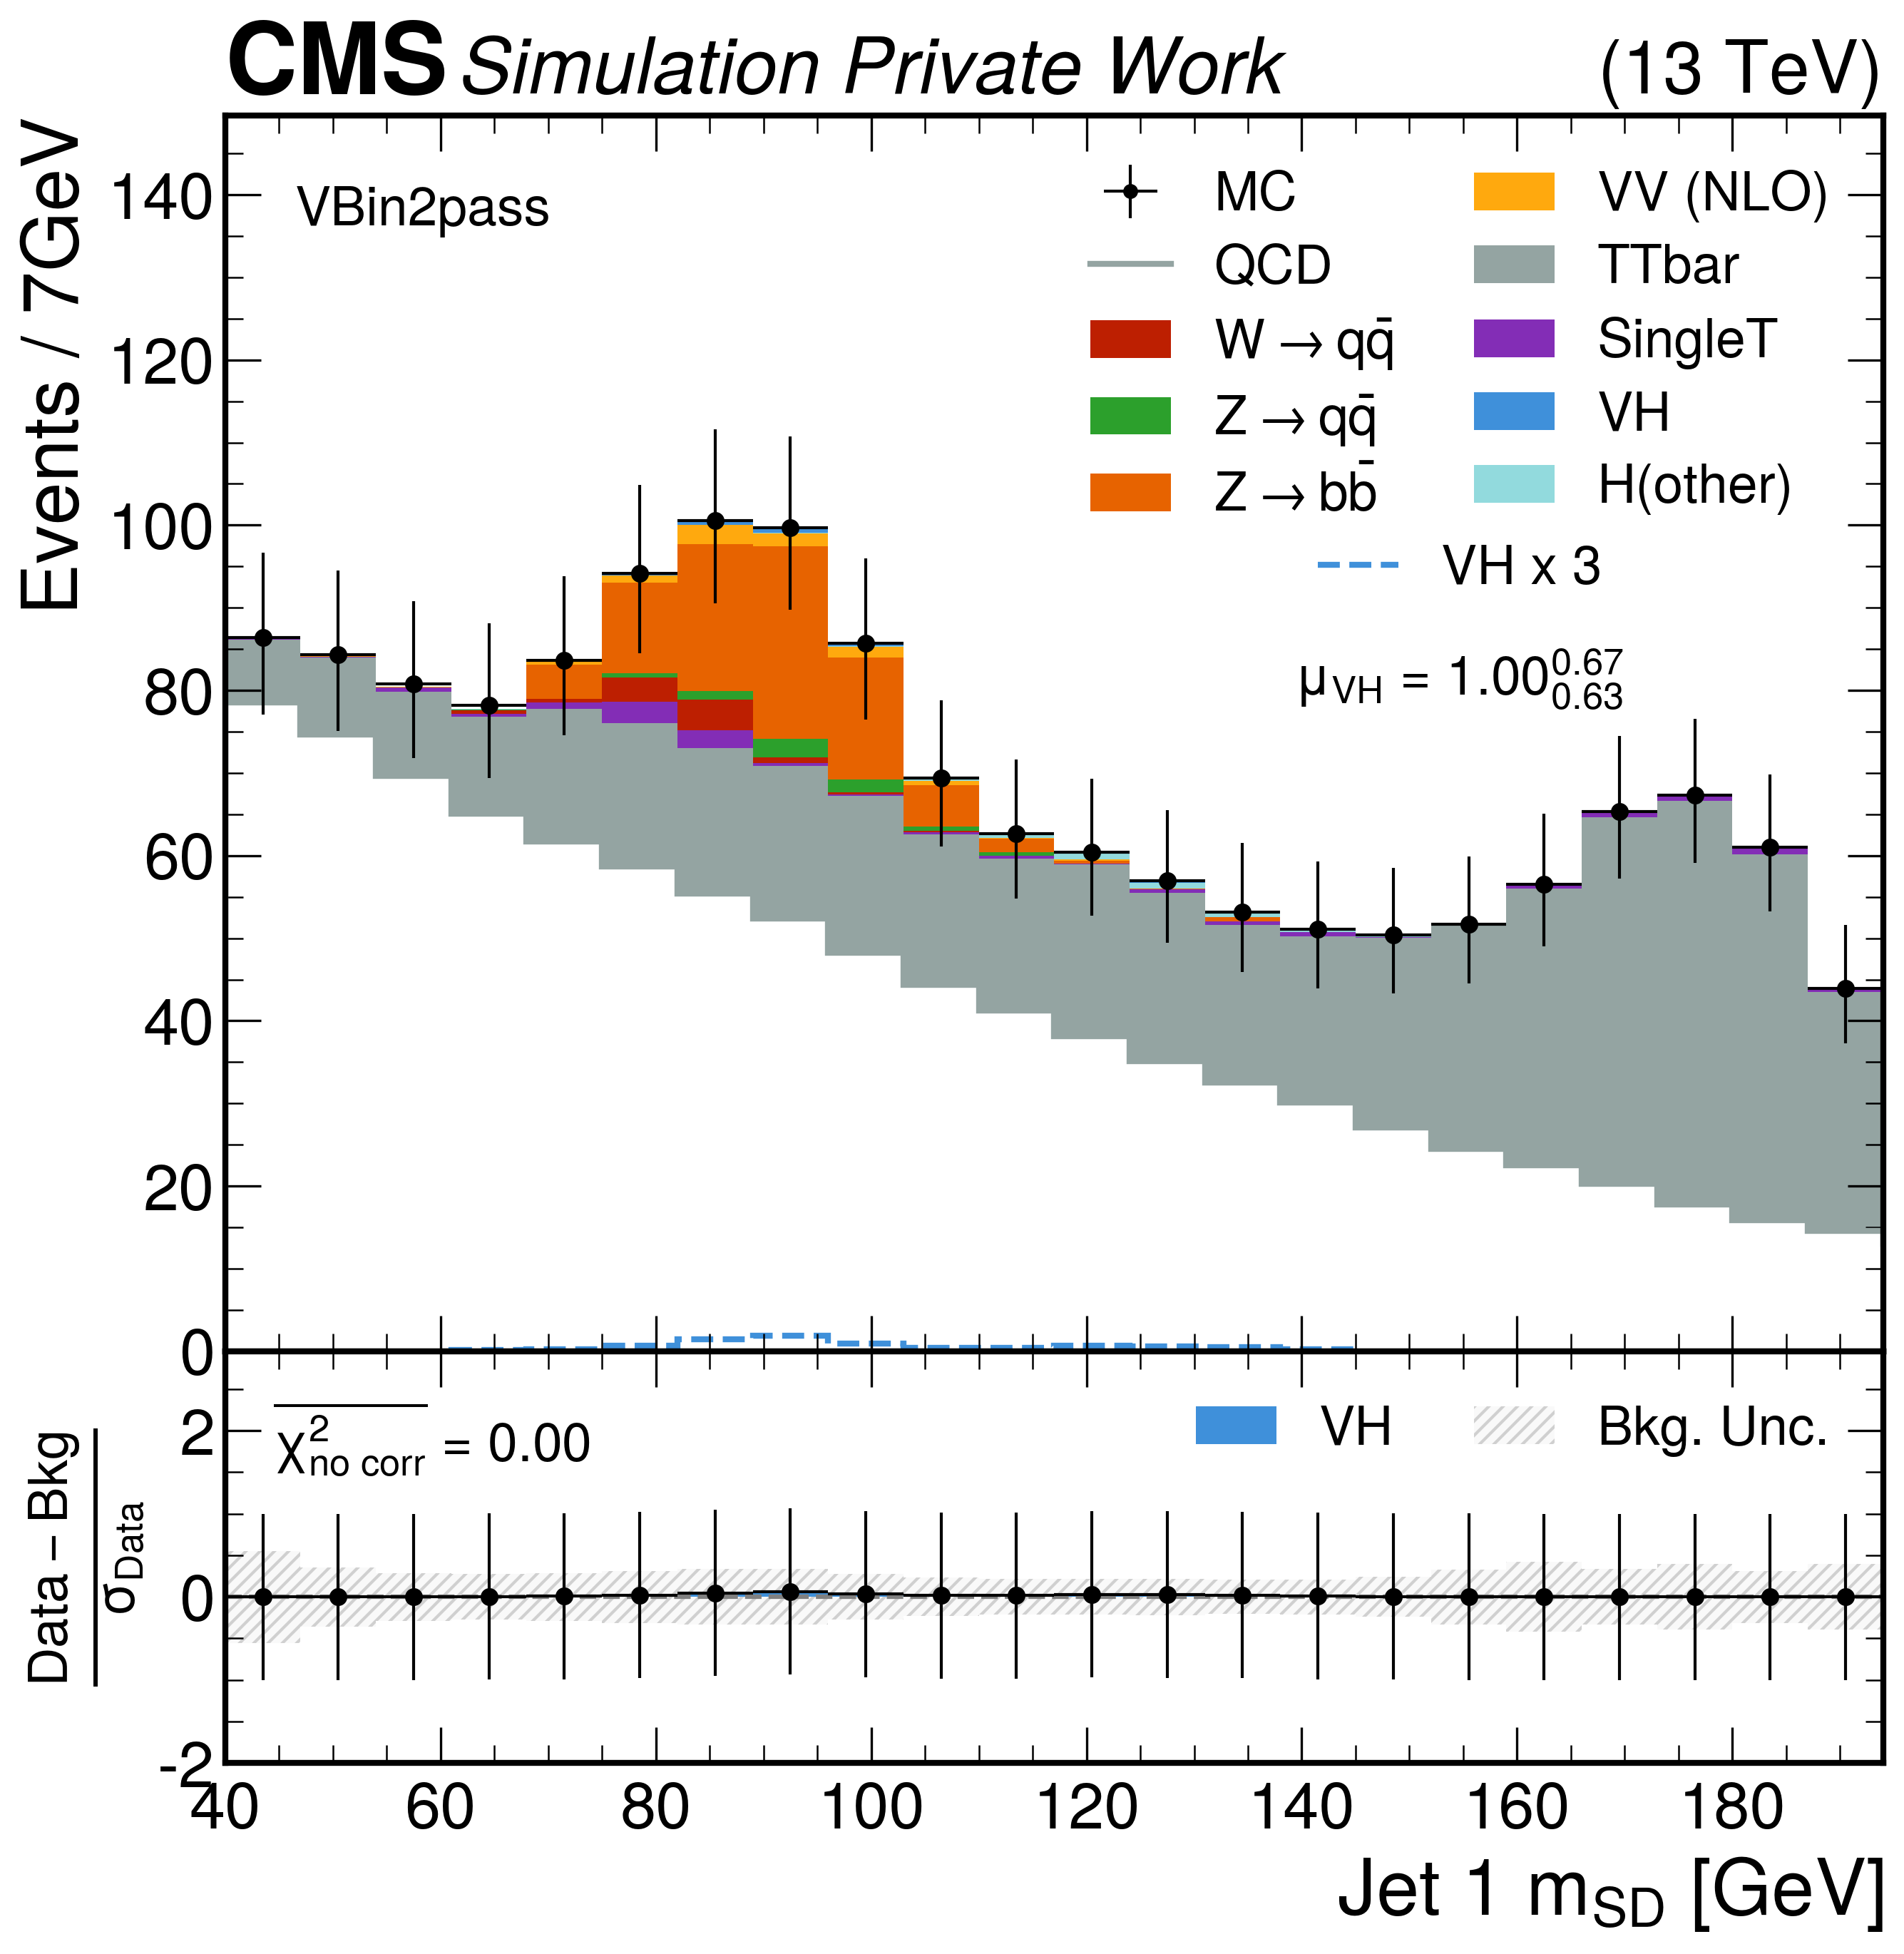 CMS Simulation Private Work (13 TeV)
Events / 7GeV
140
120
100
80
60
40
20
0
VBin2pass
MC
QCD
W → qq̄
Z → qq̄
Z → bb̄
VV (NLO)
TTbar
SingleT
VH
H(other)
VH x 3
μ_VH = 1.00 ^0.67 _0.63
Data − Bkg
σ_Data
2
0
-2
χ²_no corr = 0.00
VH
Bkg. Unc.
40 60 80 100 120 140 160 180
Jet 1 m_SD [GeV]